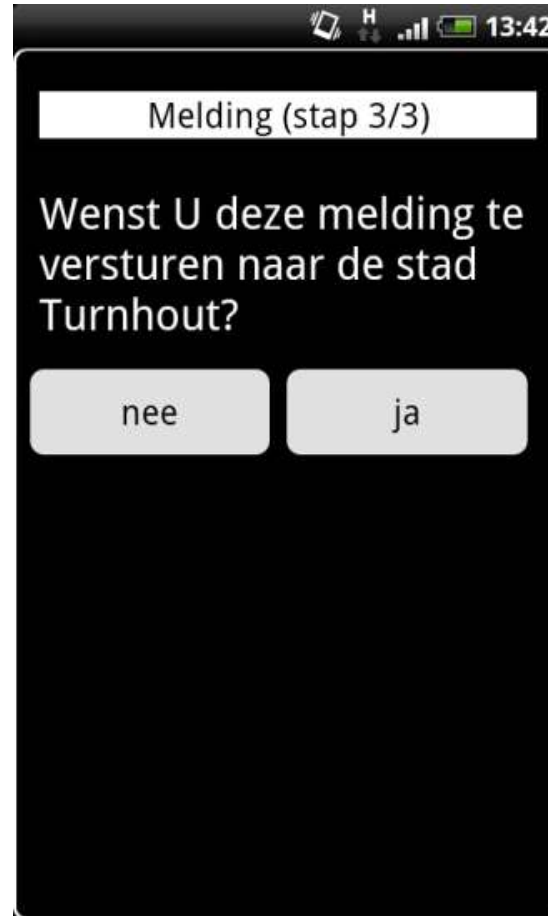 H 13:42
Melding (stap 3/3)
Wenst U deze melding te
versturen naar de stad
Turnhout?
nee ja